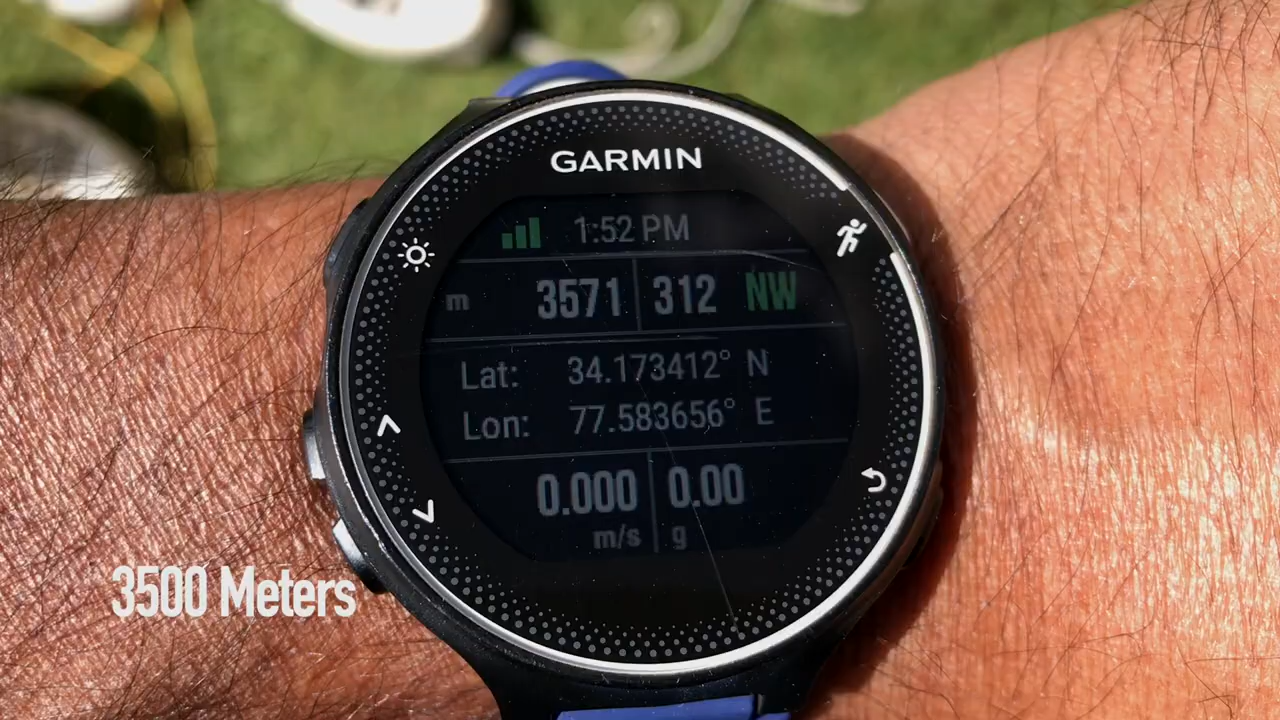 GARMIN
1:52 PM
m 3571 312 NW
Lat: 34.173412° N
Lon: 77.583656° E
0.000 0.00
m/s g
3500 Meters